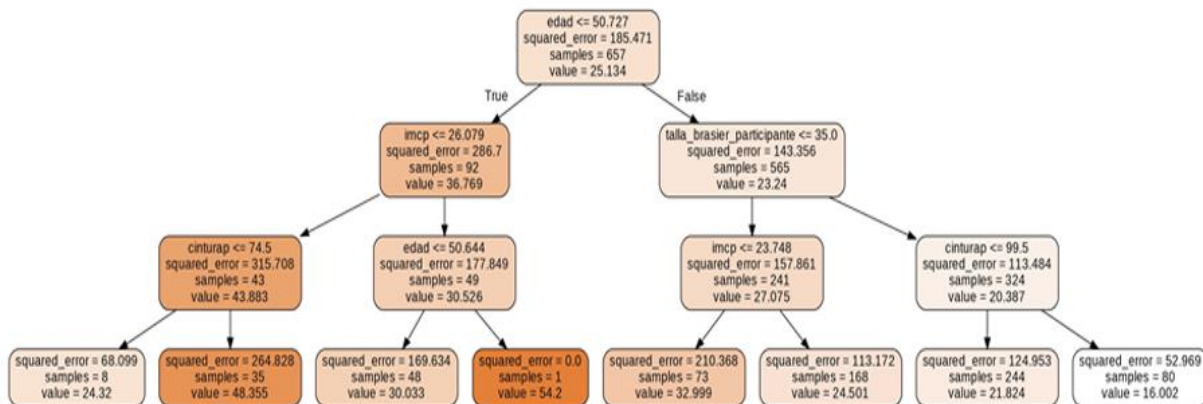 edad <= 50.727
squared_error = 185.471
samples = 657
value = 25.134
True
False
imcp <= 26.079
squared_error = 286.7
samples = 92
value = 36.769
talla_brasier_participante <= 35.0
squared_error = 143.356
samples = 565
value = 23.24
cinturap <= 74.5
squared_error = 315.708
samples = 43
value = 43.883
edad <= 50.644
squared_error = 177.849
samples = 49
value = 30.526
imcp <= 23.748
squared_error = 157.861
samples = 241
value = 27.075
cinturap <= 99.5
squared_error = 113.484
samples = 324
value = 20.387
squared_error = 68.099
samples = 8
value = 24.32
squared_error = 264.828
samples = 35
value = 48.355
squared_error = 169.634
samples = 48
value = 30.033
squared_error = 0.0
samples = 1
value = 54.2
squared_error = 210.368
samples = 73
value = 32.999
squared_error = 113.172
samples = 168
value = 24.501
squared_error = 124.953
samples = 244
value = 21.824
squared_error = 52.969
samples = 80
value = 16.002